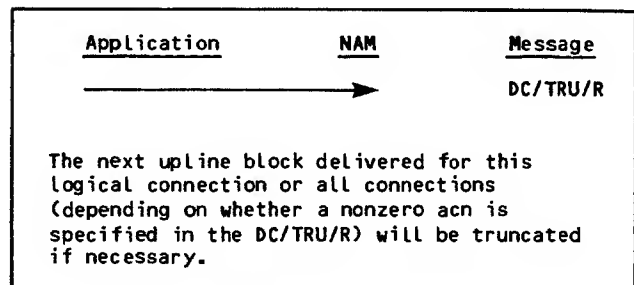 Application NAM Message
DC/TRU/R
The next upline block delivered for this
logical connection or all connections
(depending on whether a nonzero acn is
specified in the DC/TRU/R) will be truncated
if necessary.